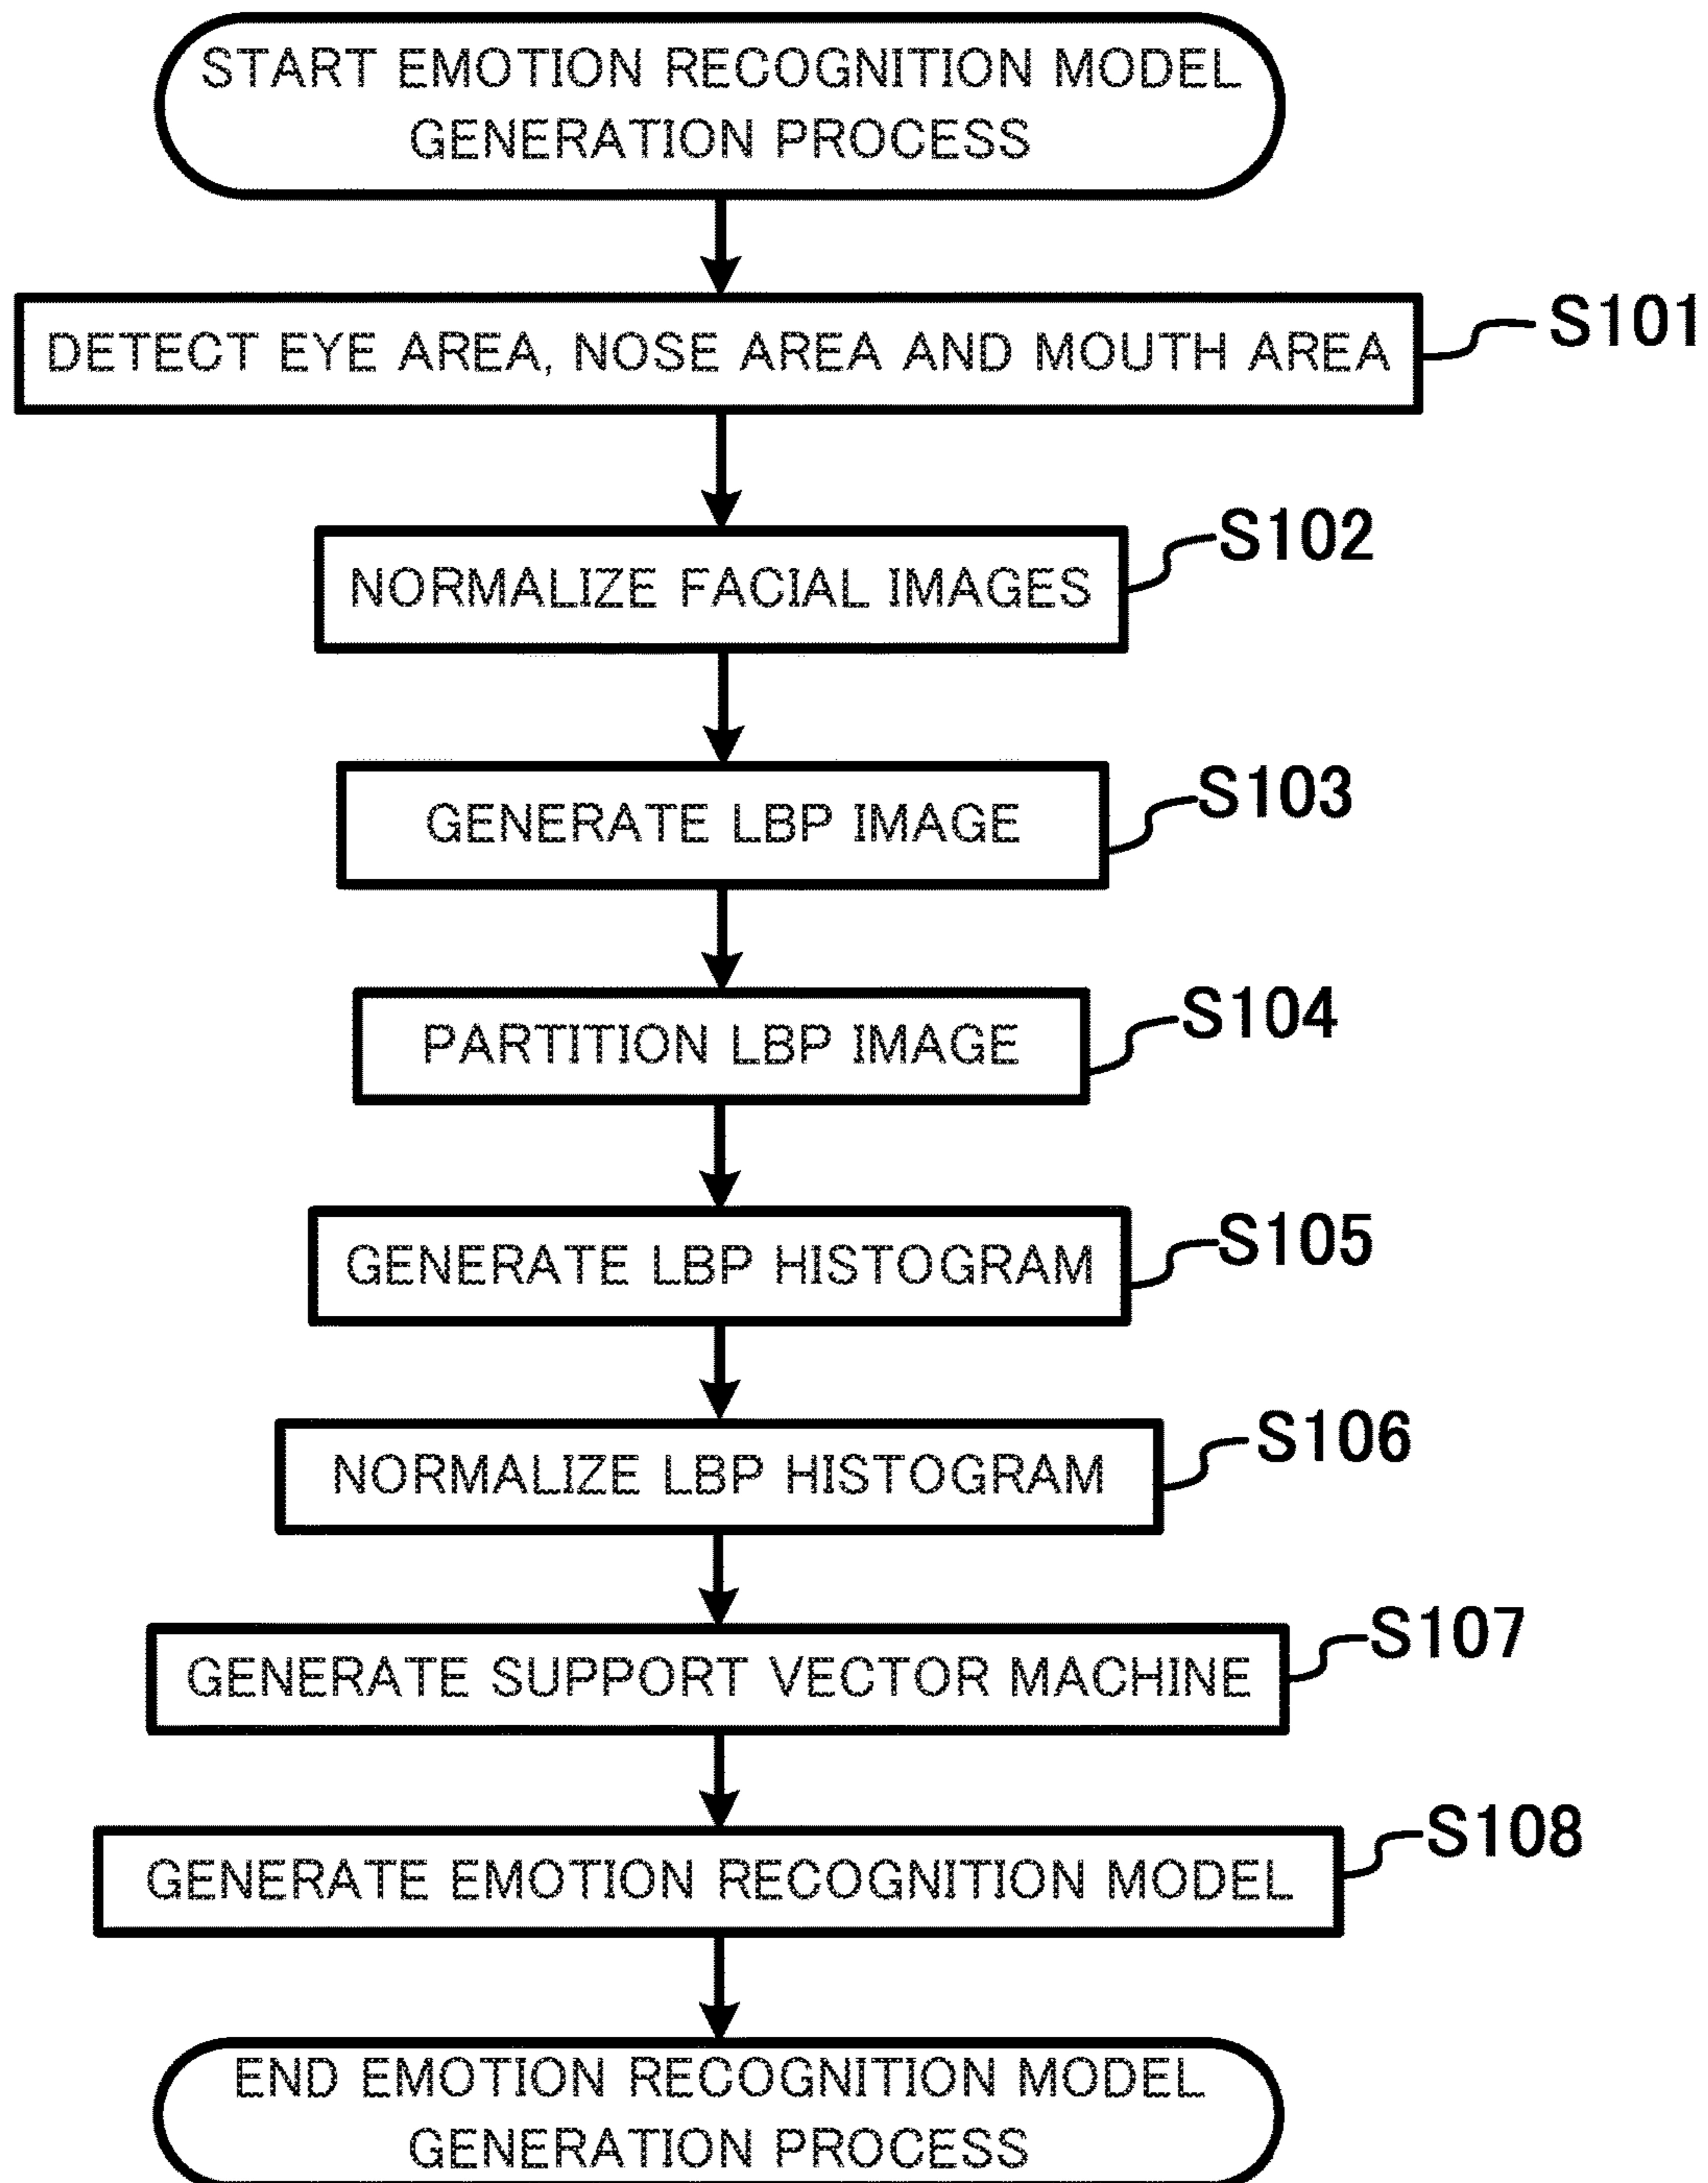 START EMOTION RECOGNITION MODEL
GENERATION PROCESS
DETECT EYE AREA, NOSE AREA AND MOUTH AREA
S101
NORMALIZE FACIAL IMAGES
S102
GENERATE LBP IMAGE
S103
PARTITION LBP IMAGE
S104
GENERATE LBP HISTOGRAM
S105
NORMALIZE LBP HISTOGRAM
S106
GENERATE SUPPORT VECTOR MACHINE
S107
GENERATE EMOTION RECOGNITION MODEL
S108
END EMOTION RECOGNITION MODEL
GENERATION PROCESS